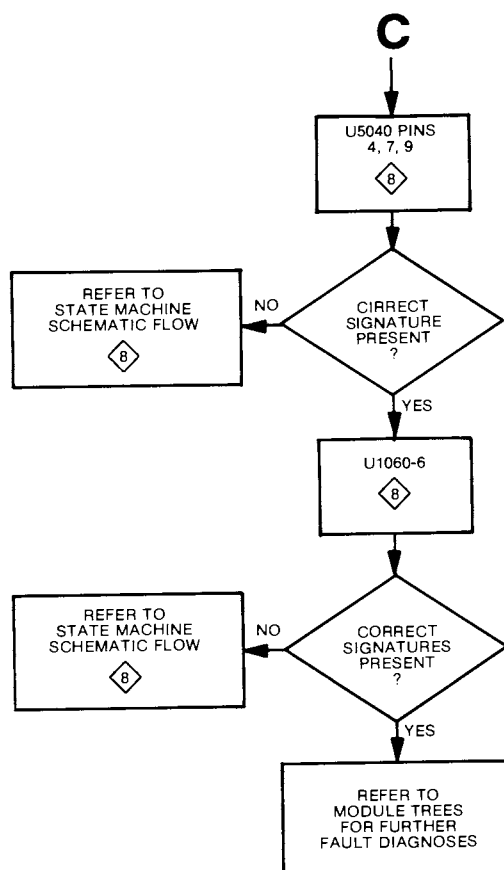 C
U5040 PINS
4, 7, 9
8
CIRRECT
SIGNATURE
PRESENT
?
NO
REFER TO
STATE MACHINE
SCHEMATIC FLOW
8
YES
U1060-6
8
CORRECT
SIGNATURES
PRESENT
?
NO
REFER TO
STATE MACHINE
SCHEMATIC FLOW
8
YES
REFER TO
MODULE TREES
FOR FURTHER
FAULT DIAGNOSES